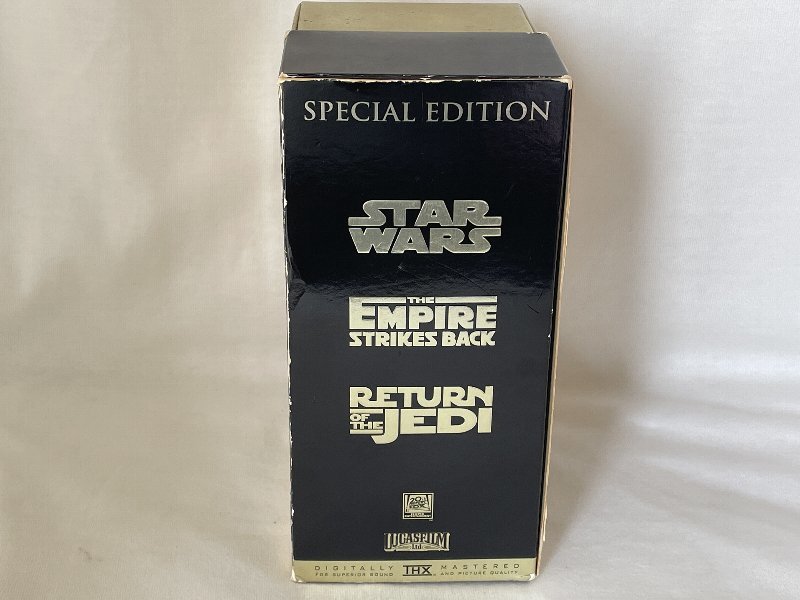 SPECIAL EDITION
STAR
WARS
THE
EMPIRE
STRIKES BACK
RETURN
OF THE JEDI
20th
LUCASFILM
Ltd.
DIGITALLY THX MASTERED
FOR SUPERIOR SOUND AND PICTURE QUALITY